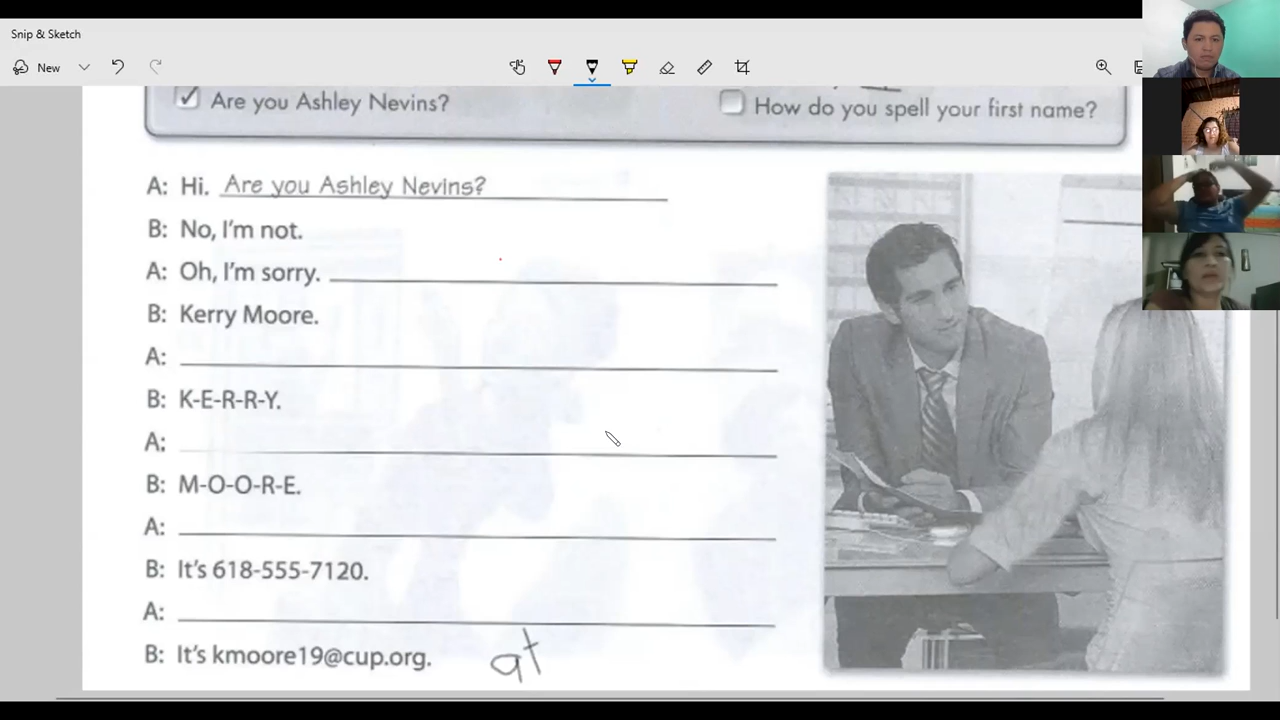 Snip & Sketch
New
Are you Ashley Nevins?
How do you spell your first name?
A: Hi. Are you Ashley Nevins?
B: No, I'm not.
A: Oh, I'm sorry.
B: Kerry Moore.
A:
B: K-E-R-R-Y.
A:
B: M-O-O-R-E.
A:
B: It's 618-555-7120.
A:
B: It's kmoore19@cup.org. at